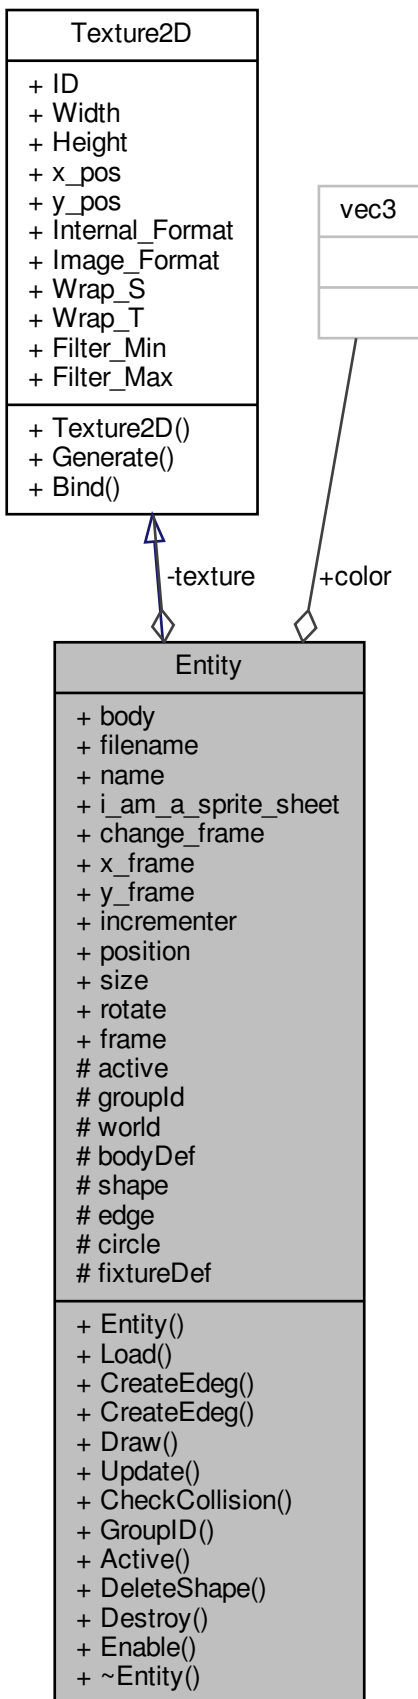 Texture2D
+ ID
+ Width
+ Height
+ x_pos
+ y_pos
+ Internal_Format
+ Image_Format
+ Wrap_S
+ Wrap_T
+ Filter_Min
+ Filter_Max
+ Texture2D()
+ Generate()
+ Bind()
vec3
-texture
+color
Entity
+ body
+ filename
+ name
+ i_am_a_sprite_sheet
+ change_frame
+ x_frame
+ y_frame
+ incrementer
+ position
+ size
+ rotate
+ frame
# active
# groupId
# world
# bodyDef
# shape
# edge
# circle
# fixtureDef
+ Entity()
+ Load()
+ CreateEdeg()
+ CreateEdeg()
+ Draw()
+ Update()
+ CheckCollision()
+ GroupID()
+ Active()
+ DeleteShape()
+ Destroy()
+ Enable()
+ ~Entity()